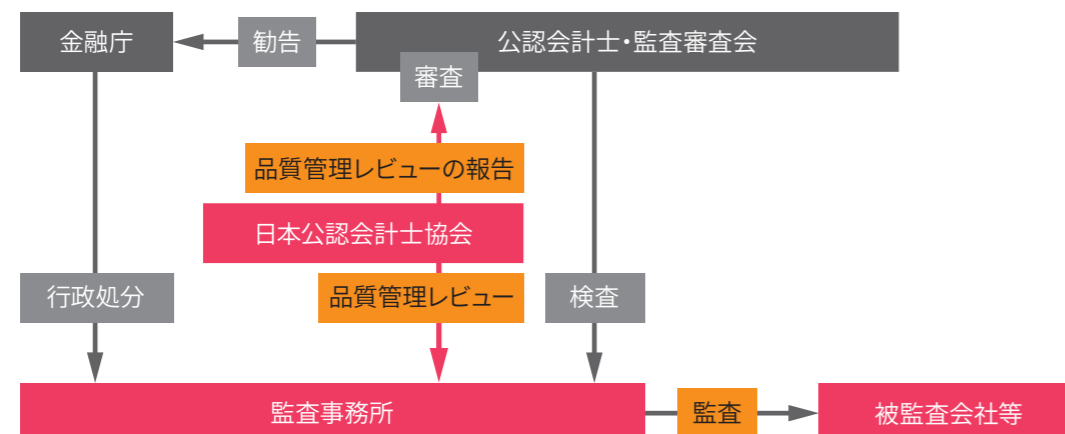 金融庁
勧告
公認会計士・監査審査会
審査
品質管理レビューの報告
日本公認会計士協会
行政処分
品質管理レビュー
検査
監査事務所
監査
被監査会社等